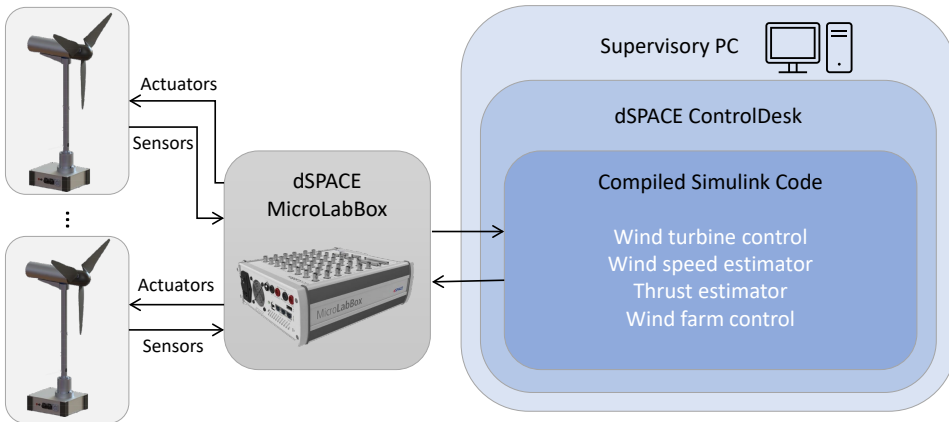 Supervisory PC
dSPACE ControlDesk
Compiled Simulink Code
Wind turbine control
Wind speed estimator
Thrust estimator
Wind farm control
dSPACE
MicroLabBox
MicroLabBox
Actuators
Sensors
...
Actuators
Sensors